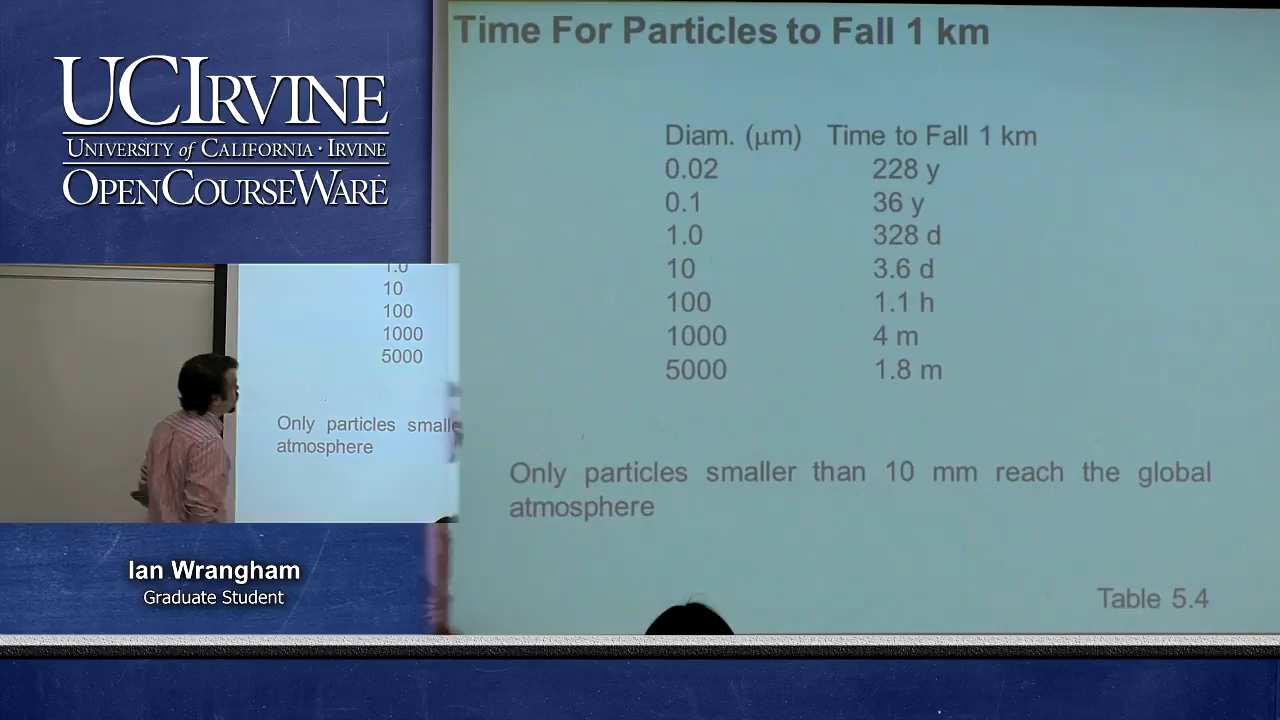 UCIRVINE
UNIVERSITY of CALIFORNIA · IRVINE
OPENCOURSEWARE
1.0
10
100
1000
5000
Only particles smalle
atmosphere
Ian Wrangham
Graduate Student
Time For Particles to Fall 1 km
Diam. (μm) Time to Fall 1 km
0.02 228 y
0.1 36 y
1.0 328 d
10 3.6 d
100 1.1 h
1000 4 m
5000 1.8 m
Only particles smaller than 10 mm reach the global
atmosphere
Table 5.4